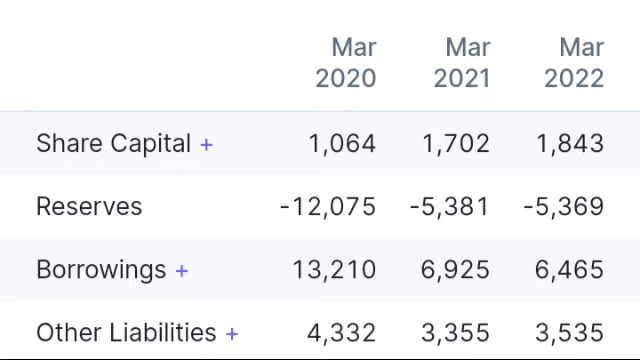 Mar Mar Mar
2020 2021 2022
Share Capital + 1,064 1,702 1,843
Reserves -12,075 -5,381 -5,369
Borrowings + 13,210 6,925 6,465
Other Liabilities + 4,332 3,355 3,535